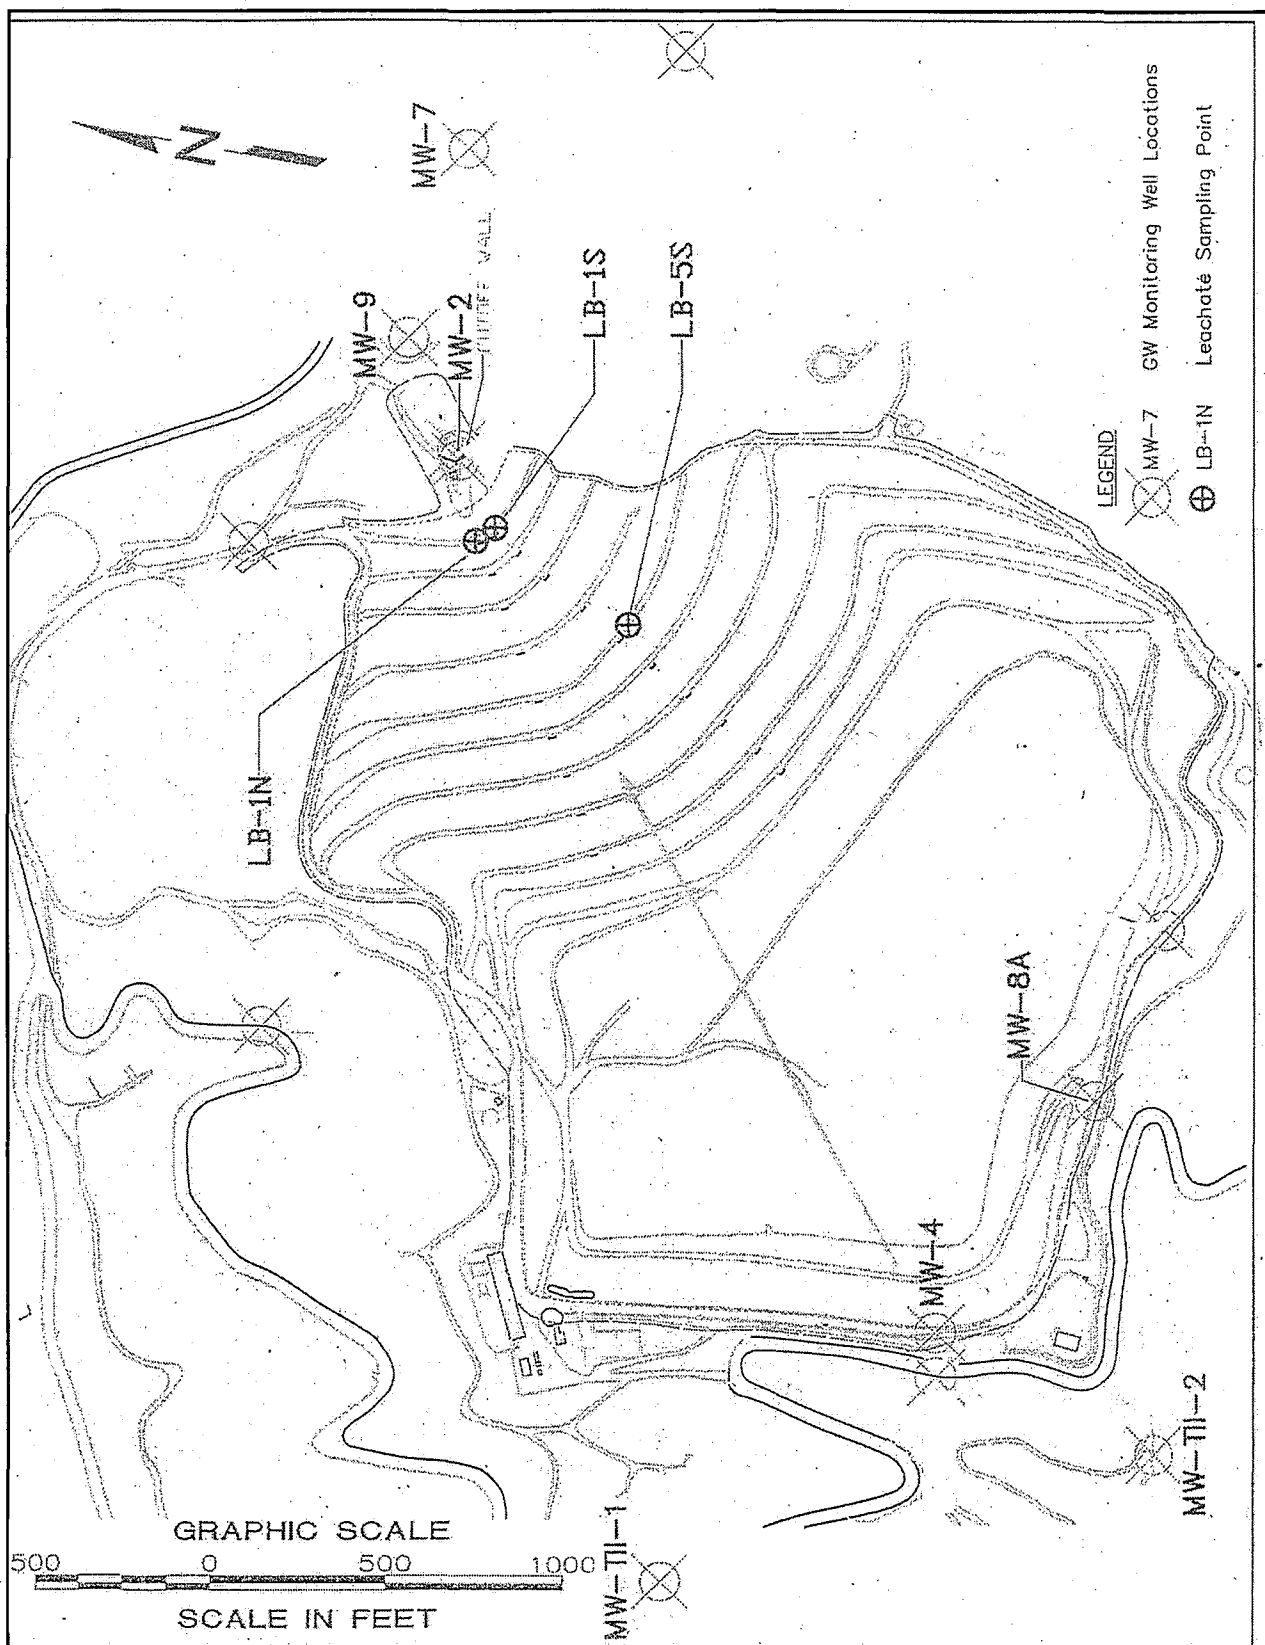 N
MW-7
MW-9
MW-2
WALL
LB-1S
LB-5S
LB-1N
MW-8A
MW-4
MW-TII-2
MW-TII-1
LEGEND
MW-7 GW Monitoring Well Locations
LB-1N Leachate Sampling Point
GRAPHIC SCALE
500 0 500 1000
SCALE IN FEET